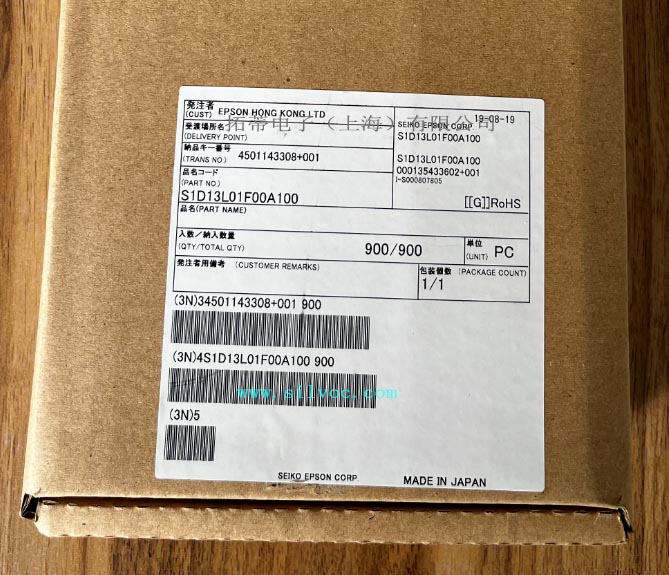 発注者
(CUST) EPSON HONG KONG LTD
19-08-19
拓帝电子（上海）有限公司
受渡場所名
(DELIVERY POINT)
SEIKO EPSON CORP.
S1D13L01F00A100
納品キー番号
(TRANS NO.) 4501143308+001
S1D13L01F00A100
000135433602+001
I-S000807805
品名コード
(PART NO.)
S1D13L01F00A100
[[G]]RoHS
品名(PART NAME)
入数/納入数量
(QTY/TOTAL QTY) 900/900
単位
(UNIT) PC
発注者用備考 (CUSTOMER REMARKS)
包装個数 (PACKAGE COUNT)
1/1
(3N)34501143308+001 900
(3N)4S1D13L01F00A100 900
www.silvoc.com
(3N)5
SEIKO EPSON CORP.
MADE IN JAPAN